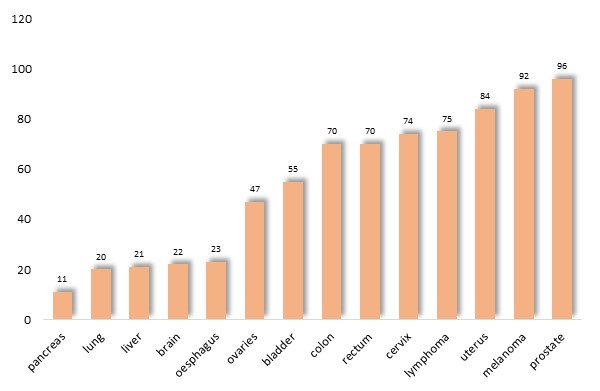 120
100
80
60
40
20
0
11
20
21
22
23
47
55
70
70
74
75
84
92
96
pancreas
lung
liver
brain
oesphagus
ovaries
bladder
colon
rectum
cervix
lymphoma
uterus
melanoma
prostate